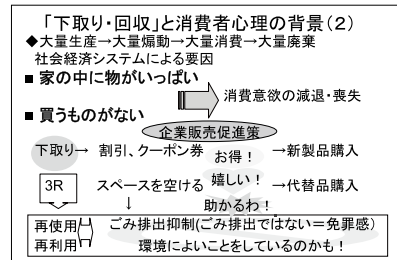 「下取り・回収」と消費者心理の背景(2)
◆大量生産→大量煽動→大量消費→大量廃棄
社会経済システムによる要因
■ 家の中に物がいっぱい
消費意欲の減退・喪失
■ 買うものがない
企業販売促進策
下取り→ 割引、クーポン券 お得！ →新製品購入
3R スペースを空ける 嬉しい！ →代替品購入
↓ 助かるわ！
再使用 ごみ排出抑制(ごみ排出ではない＝免罪感)
再利用 環境によいことをしているのかも！